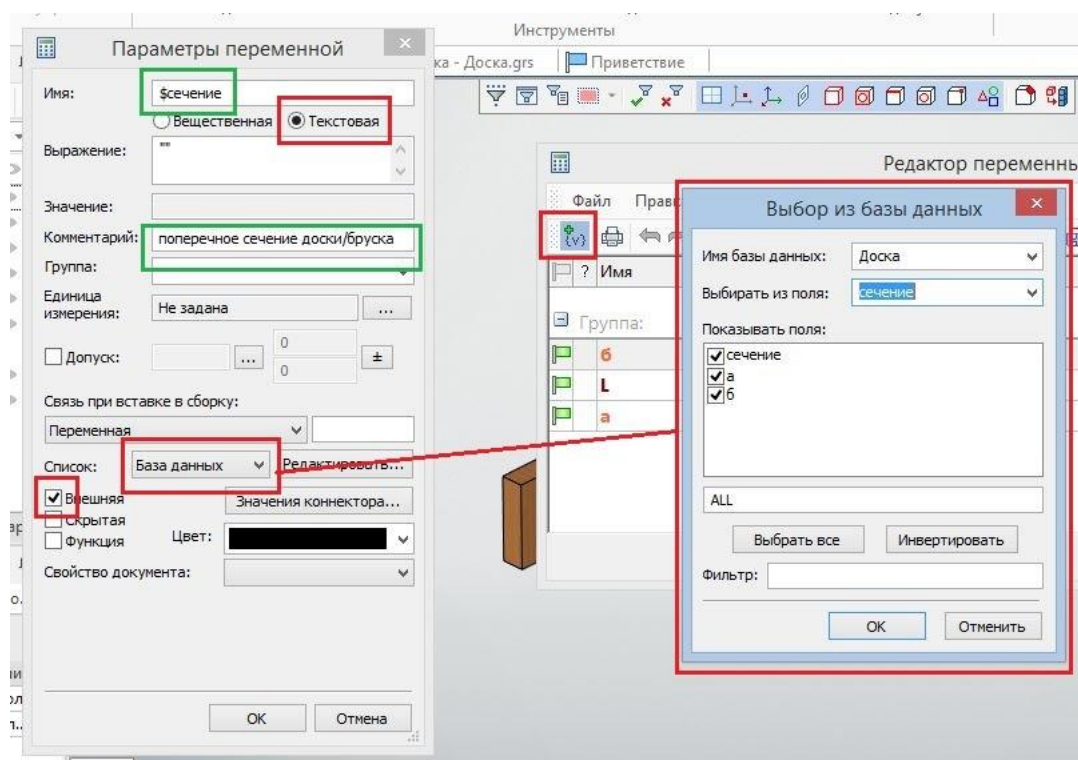 Инструменты
ка - Доска.grs
Приветствие
Параметры переменной
Имя:
$сечение
Вещественная
Текстовая
Выражение:
""
Значение:
Комментарий:
поперечное сечение доски/бруска
Группа:
Единица
измерения:
Не задана
...
Допуск:
...
0
0
±
Связь при вставке в сборку:
Переменная
Список:
База данных
Редактировать...
Внешняя
Значения коннектора...
Скрытая
Функция
Цвет:
Свойство документа:
ОК
Отмена
Редактор переменны
Файл
Прав
{v}
? Имя
Группа:
б
L
а
Выбор из базы данных
Имя базы данных:
Доска
Выбирать из поля:
сечение
Показывать поля:
сечение
а
б
ALL
Выбрать все
Инвертировать
Фильтр:
ОК
Отменить